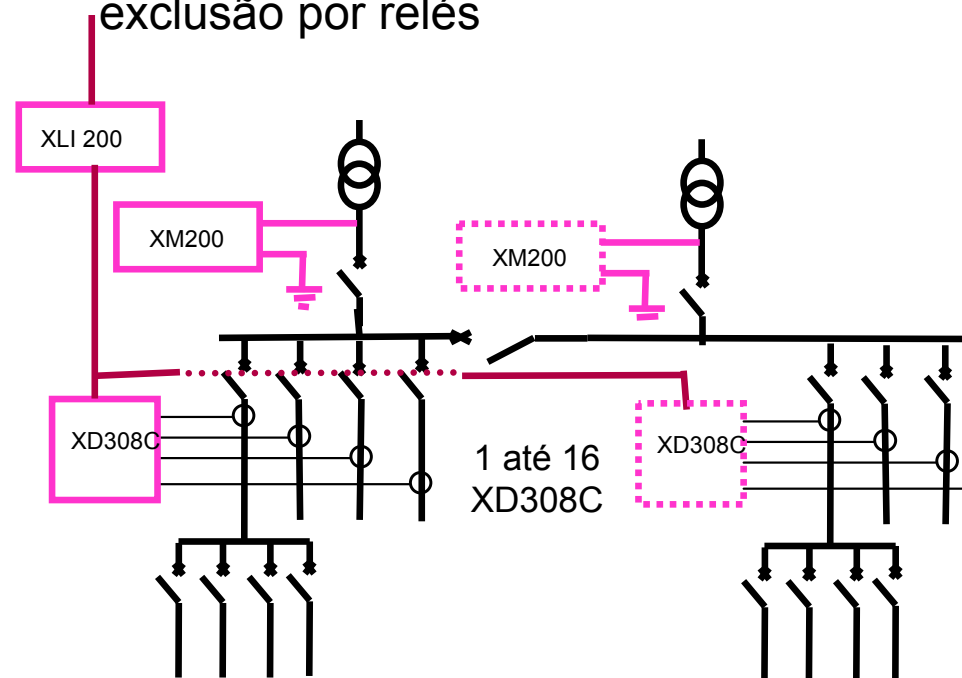 exclusão por relés
XLI 200
XM200
XM200
XD308C
XD308C
1 até 16
XD308C